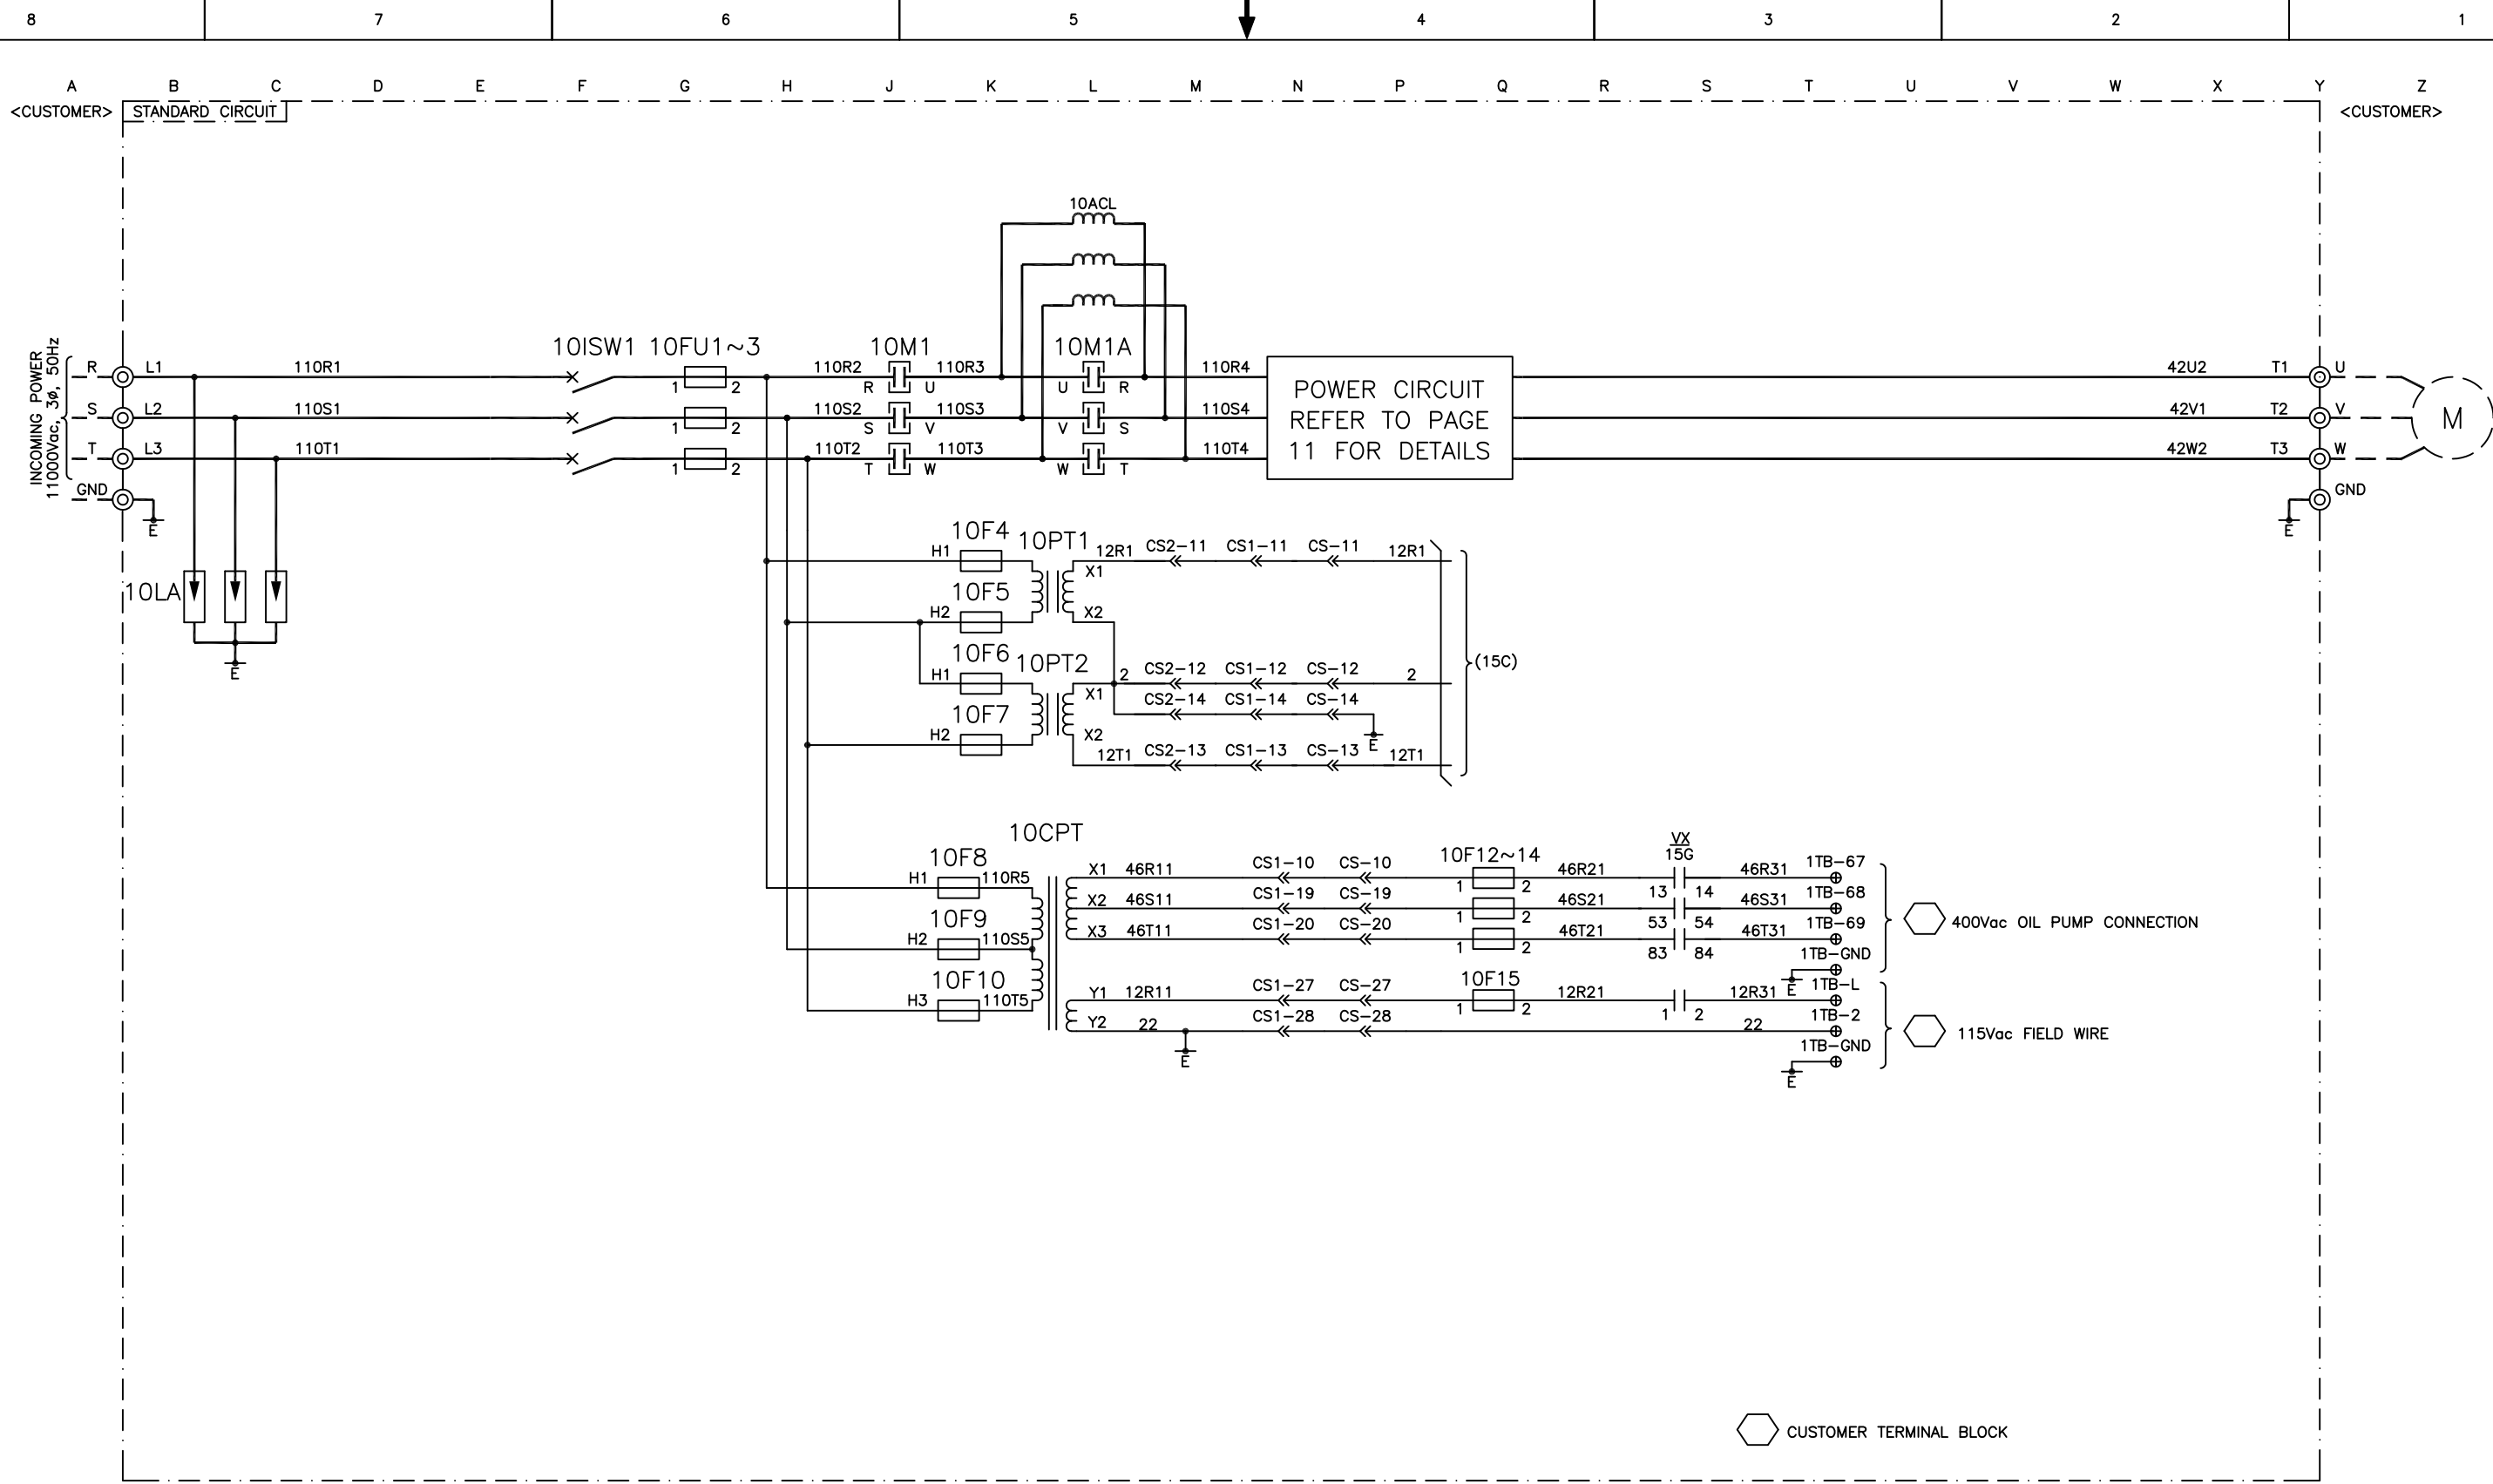 8 7 6 5 4 3 2 1
A B C D E F G H J K L M N P Q R S T U V W X Y Z
<CUSTOMER> STANDARD CIRCUIT <CUSTOMER>
10ACL
INCOMING POWER
11000Vac, 3ø, 50Hz
10ISW1 10FU1~3 10M1 10M1A
R L1 110R1 110R2 110R3 110R4 42U2 T1 U
1 2 R U U R
S L2 110S1 110S2 110S3 110S4 42V1 T2 V
1 2 S V V S
T L3 110T1 110T2 110T3 110T4 42W2 T3 W
1 2 T W W T
POWER CIRCUIT
REFER TO PAGE
11 FOR DETAILS
M
GND GND
E E
10F4 10PT1
H1 12R1 CS2-11 CS1-11 CS-11 12R1
X1
10LA
10F5
H2 X2
E
10F6 10PT2
H1 2 CS2-12 CS1-12 CS-12 2
(15C)
X1 CS2-14 CS1-14 CS-14
10F7
H2 X2
E
12T1 CS2-13 CS1-13 CS-13 12T1
10CPT
VX
15G
10F8 10F12~14
H1 110R5 X1 46R11 CS1-10 CS-10 46R21 46R31 1TB-67
1 2 13 14
X2 46S11 CS1-19 CS-19 46S21 46S31 1TB-68
10F9
1 2 53 54
H2 110S5 X3 46T11 CS1-20 CS-20 46T21 46T31 1TB-69
1 2 83 84
400Vac OIL PUMP CONNECTION
1TB-GND
E
10F10 10F15
H3 110T5 Y1 12R11 CS1-27 CS-27 12R21 12R31 1TB-L
1 2 1 2
Y2 22 CS1-28 CS-28 22 1TB-2
115Vac FIELD WIRE
E
1TB-GND
E
CUSTOMER TERMINAL BLOCK